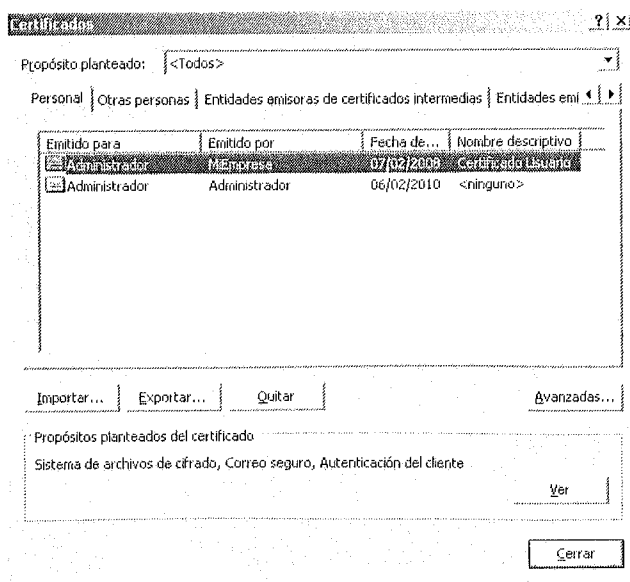 Certificados
Propósito planteado: <Todos>
Personal Otras personas Entidades emisoras de certificados intermedias Entidades emi
Emitido para Emitido por Fecha de... Nombre descriptivo
Administrador MiEmpresa 07/02/2008 Certificado Usuario
Administrador Administrador 06/02/2010 <ninguno>
Importar... Exportar... Quitar Avanzadas...
Propósitos planteados del certificado
Sistema de archivos de cifrado, Correo seguro, Autenticación del cliente
Ver
Cerrar